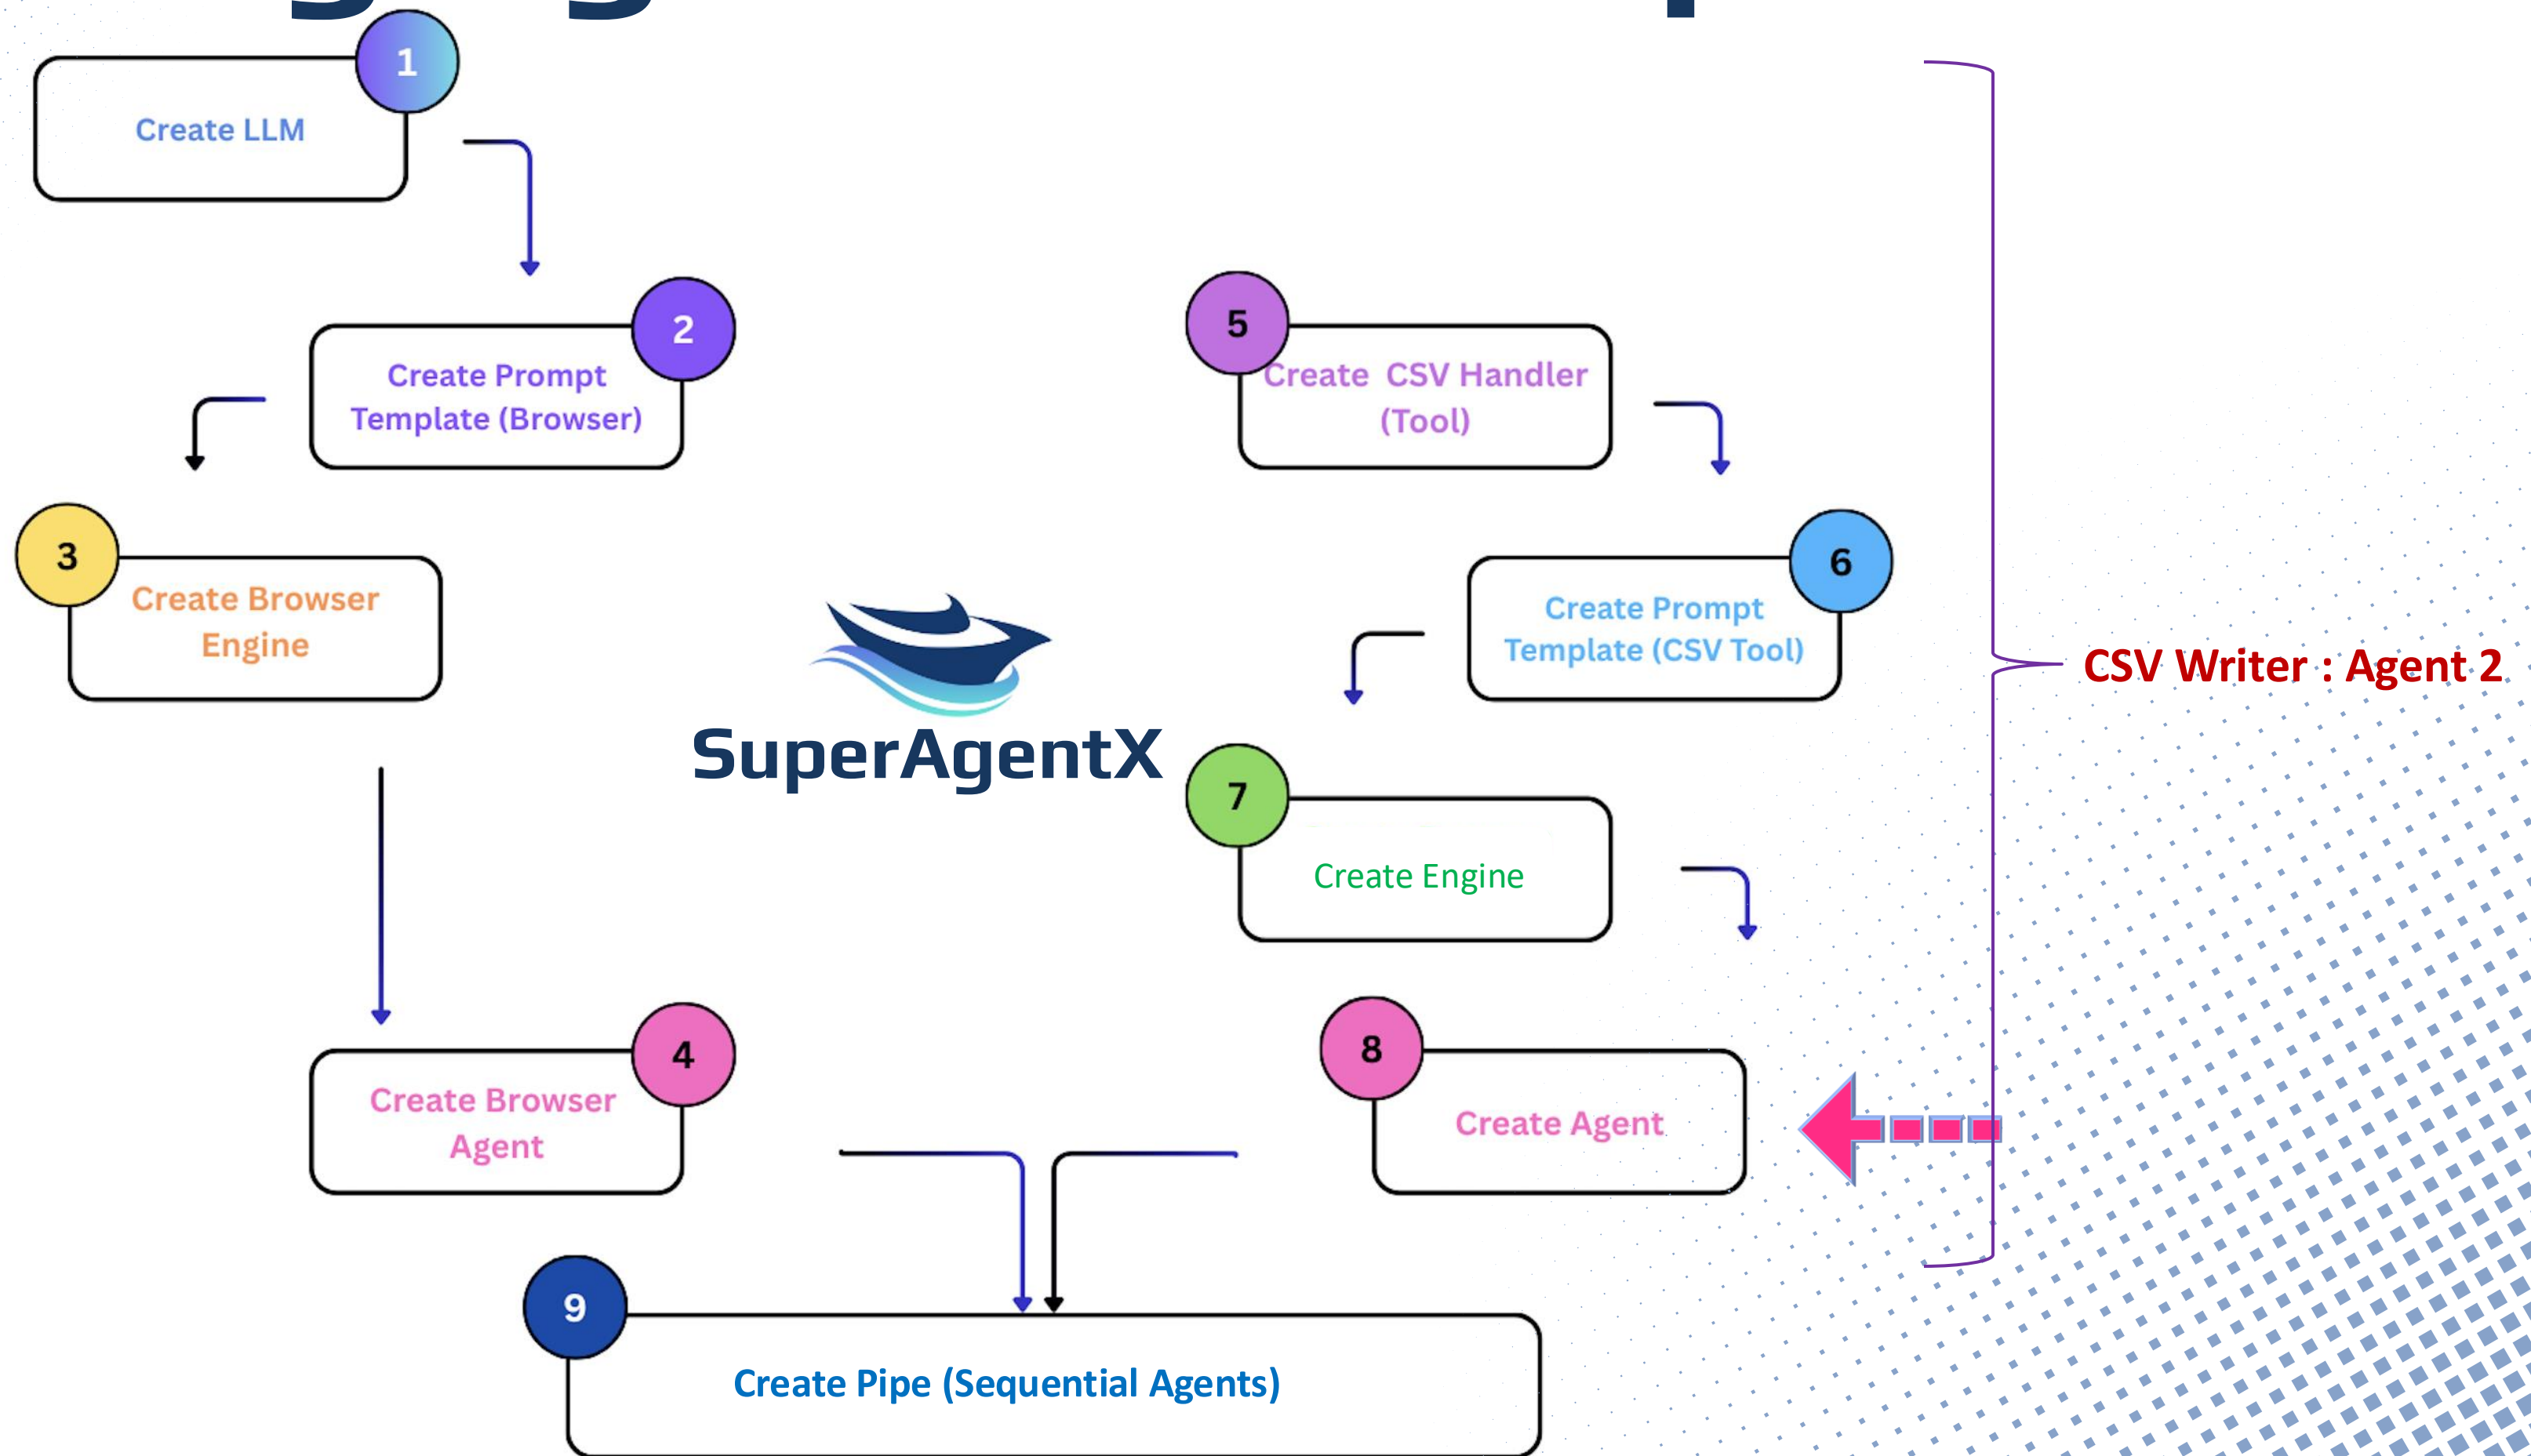 1
Create LLM
2
Create Prompt
Template (Browser)
3
Create Browser
Engine
4
Create Browser
Agent
SuperAgentX
5
Create  CSV Handler
(Tool)
6
Create Prompt
Template (CSV Tool)
7
Create Engine
8
Create Agent
CSV Writer : Agent 2
9
Create Pipe (Sequential Agents)